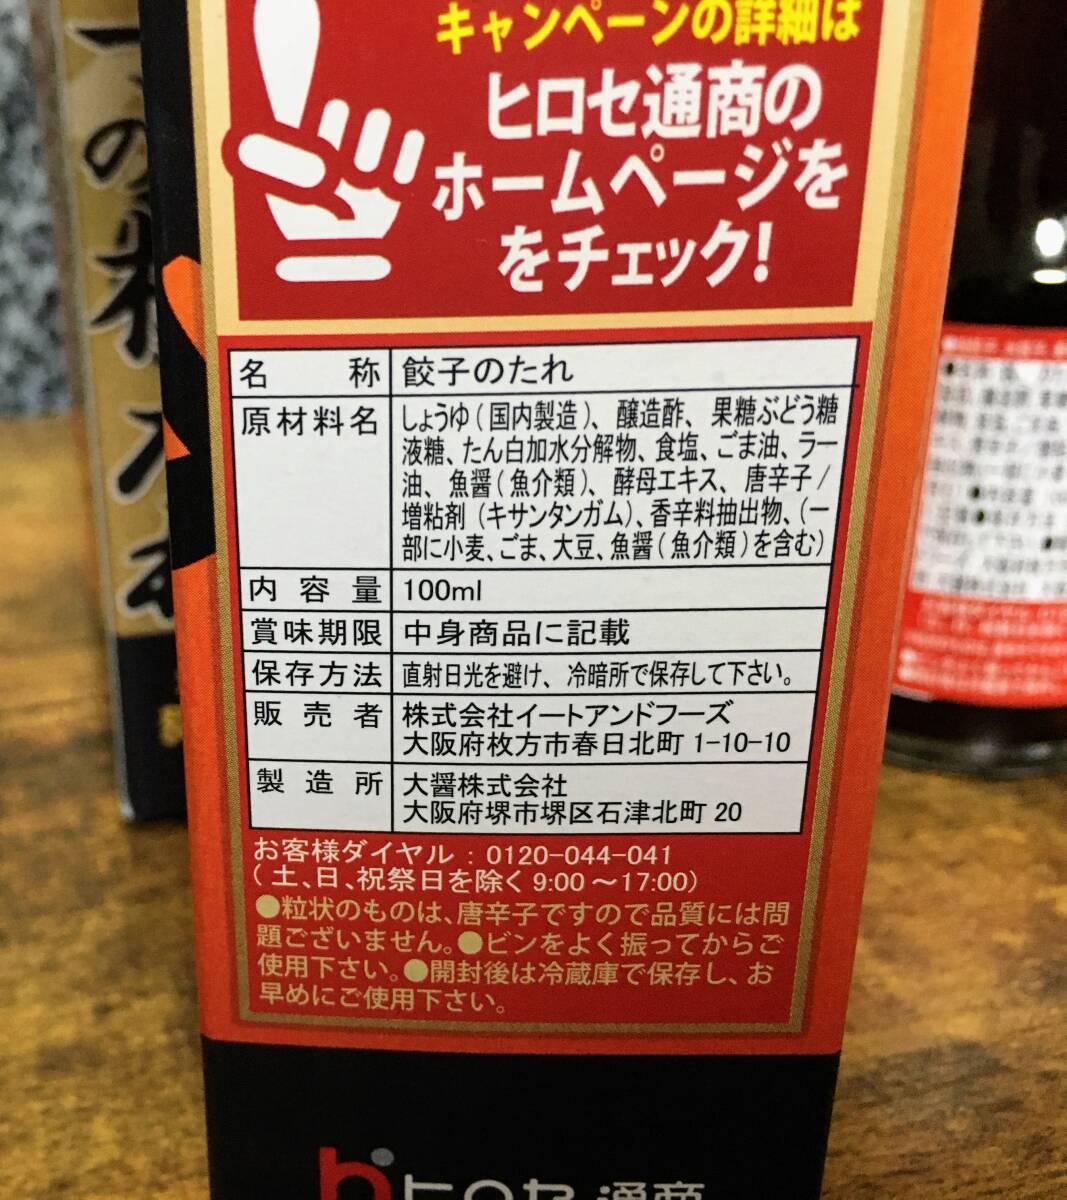 キャンペーンの詳細は
ヒロセ通商の
ホームページを
をチェック!
名称 餃子のたれ
原材料名 しょうゆ(国内製造)、醸造酢、果糖ぶどう糖
液糖、たん白加水分解物、食塩、ごま油、ラー
油、魚醤(魚介類)、酵母エキス、唐辛子/
増粘剤(キサンタンガム)、香辛料抽出物、(一
部に小麦、ごま、大豆、魚醤(魚介類)を含む)
内容量 100ml
賞味期限 中身商品に記載
保存方法 直射日光を避け、冷暗所で保存して下さい。
販売者 株式会社イートアンドフーズ
大阪府枚方市春日北町 1-10-10
製造所 大醤株式会社
大阪府堺市堺区石津北町 20
お客様ダイヤル : 0120-044-041
(土、日、祝祭日を除く 9:00～17:00)
●粒状のものは、唐辛子ですので品質には問
題ございません。●ビンをよく振ってからご
使用下さい。●開封後は冷蔵庫で保存し、お
早めにご使用下さい。
ヒロセ通商